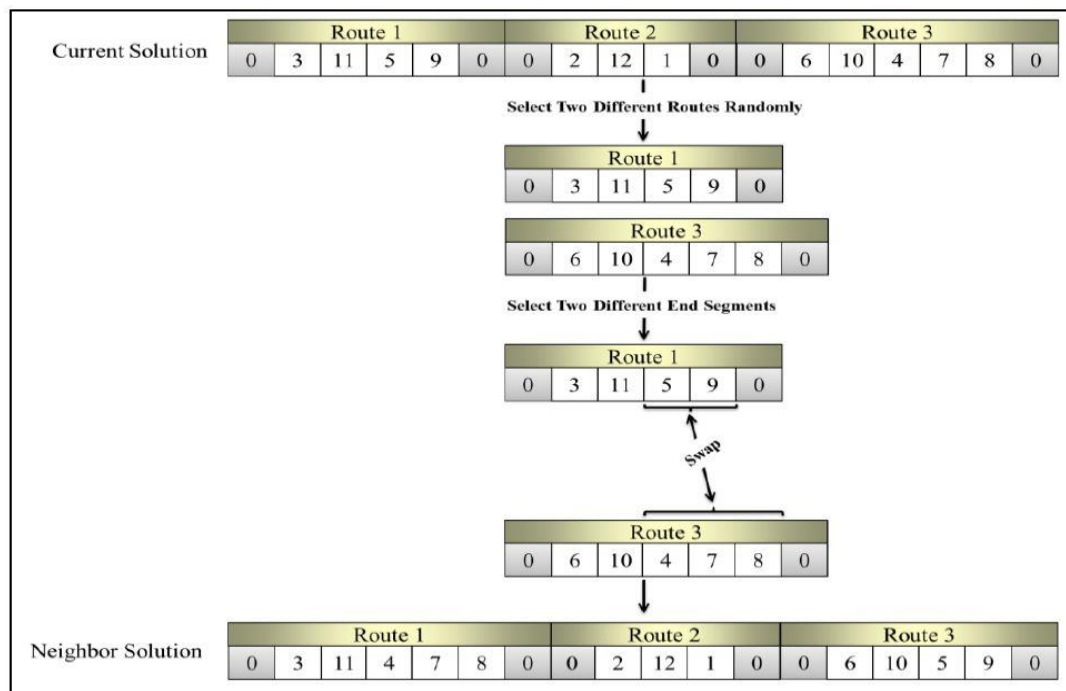 Route 1 Route 2 Route 3
Current Solution 0 3 11 5 9 0 0 2 12 1 0 0 6 10 4 7 8 0
Select Two Different Routes Randomly
Route 1
0 3 11 5 9 0
Route 3
0 6 10 4 7 8 0
Select Two Different End Segments
Route 1
0 3 11 5 9 0
Swap
Route 3
0 6 10 4 7 8 0
Route 1 Route 2 Route 3
Neighbor Solution 0 3 11 4 7 8 0 0 2 12 1 0 0 6 10 5 9 0